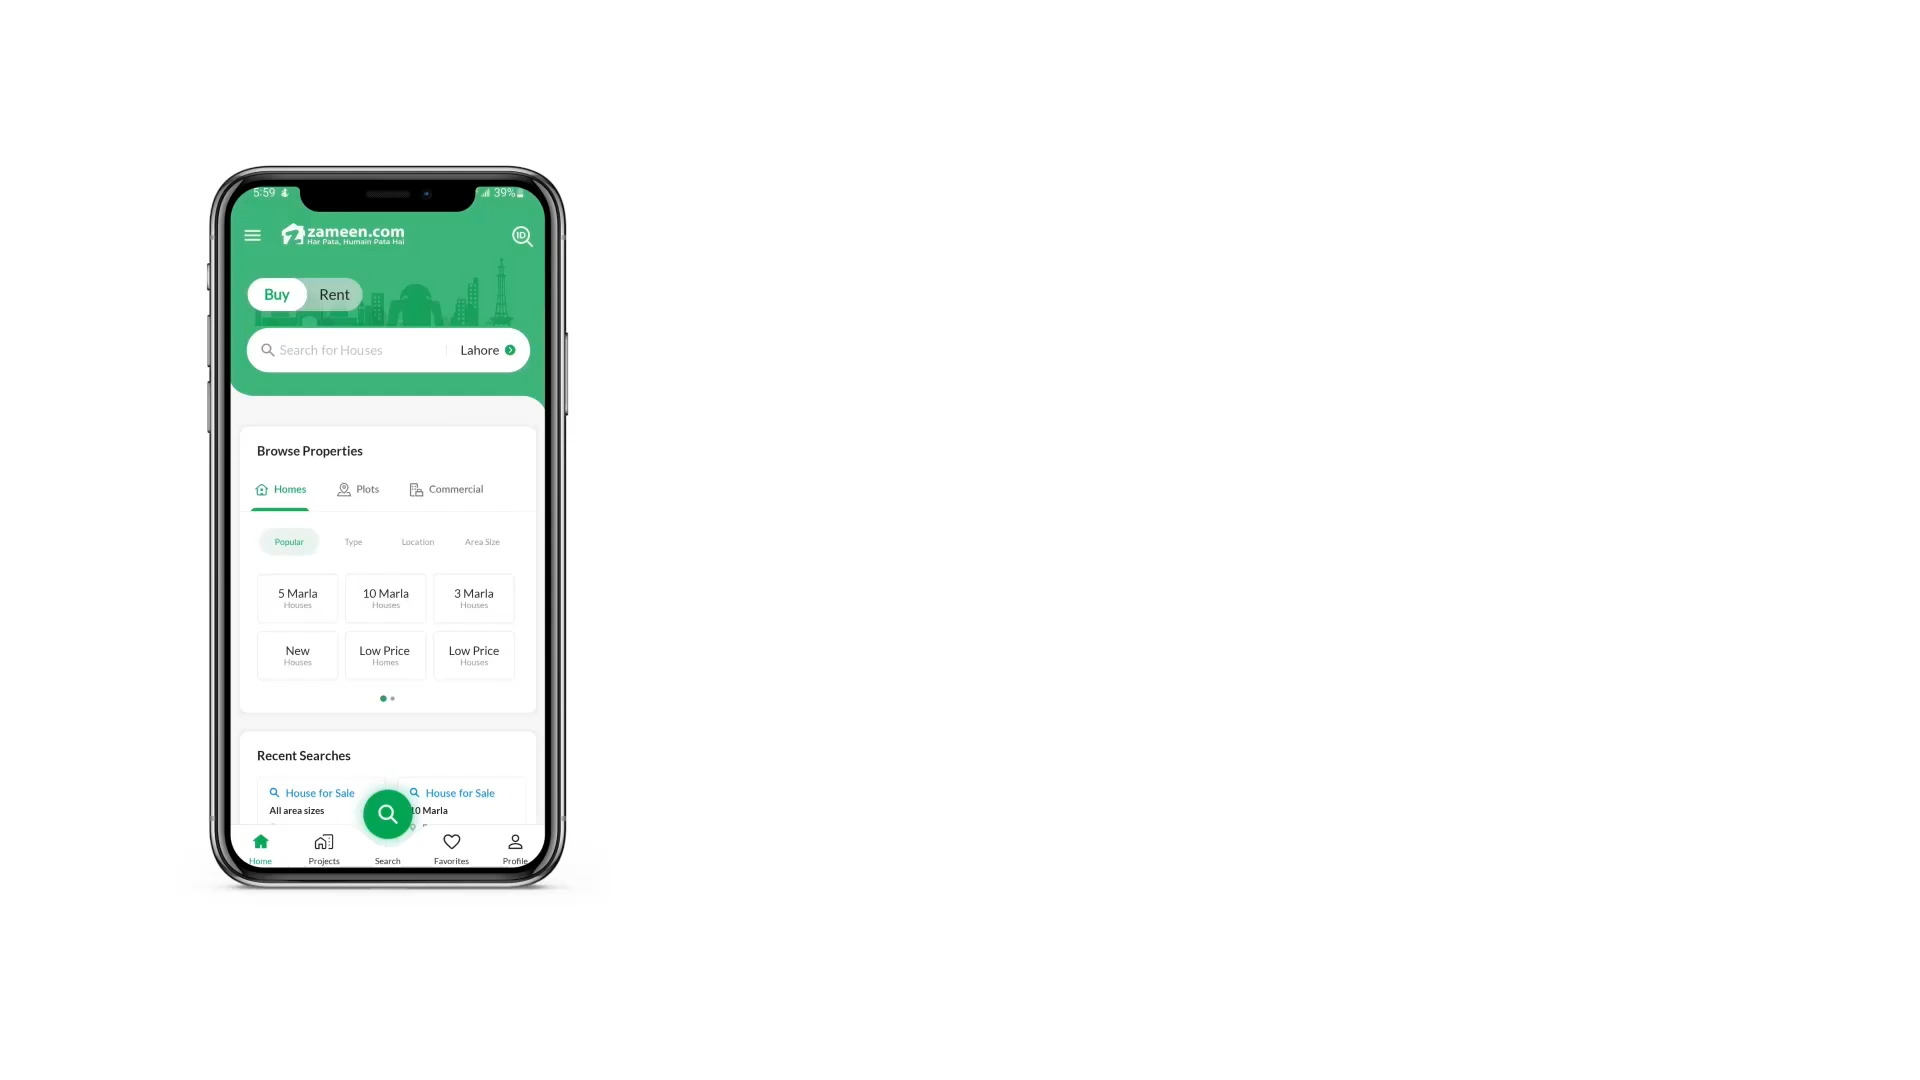 5:59
39%
zameen.com
Har Pata, Humain Pata Hai
ID
Buy Rent
Search for Houses Lahore
Browse Properties
Homes Plots Commercial
Popular Type Location Area Size
5 Marla 10 Marla 3 Marla
Houses Houses Houses
New Low Price Low Price
Houses Homes Houses
Recent Searches
House for Sale House for Sale
All area sizes 10 Marla
Home Projects Search Favorites Profile